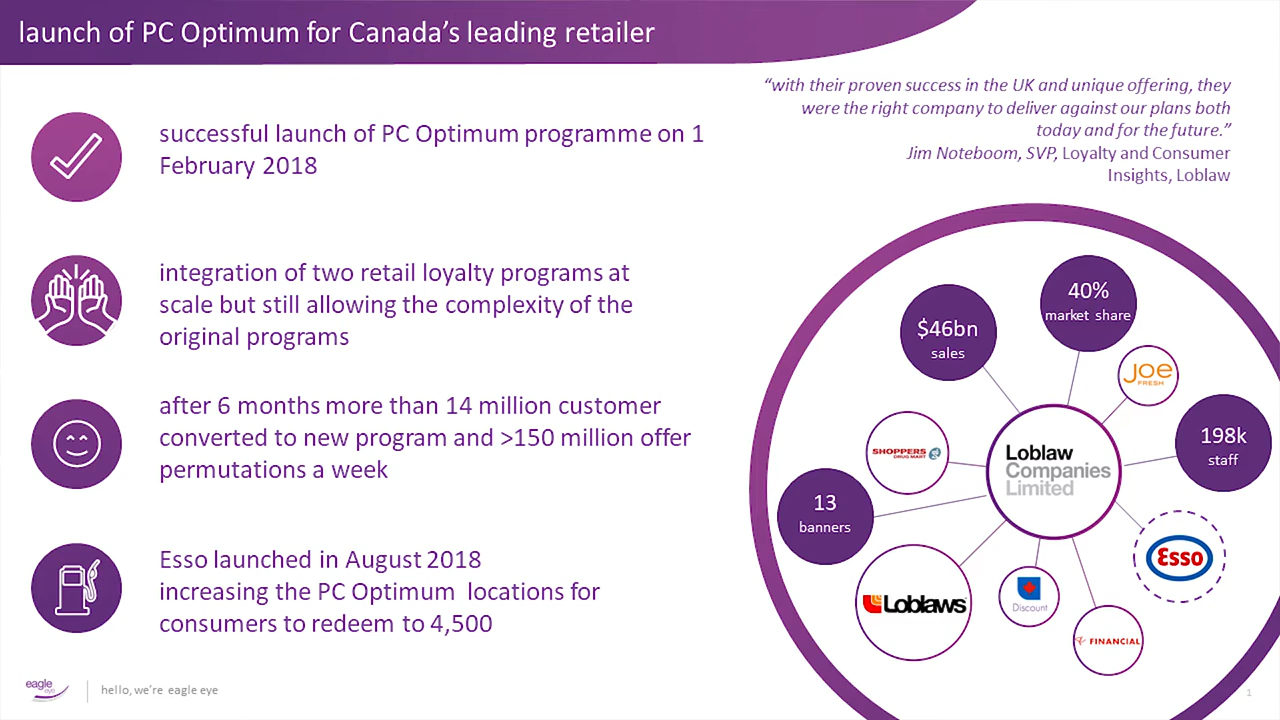 launch of PC Optimum for Canada’s leading retailer
“with their proven success in the UK and unique offering, they
were the right company to deliver against our plans both
today and for the future.”
Jim Noteboom, SVP, Loyalty and Consumer
Insights, Loblaw
successful launch of PC Optimum programme on 1
February 2018
integration of two retail loyalty programs at
scale but still allowing the complexity of the
original programs
after 6 months more than 14 million customer
converted to new program and >150 million offer
permutations a week
Esso launched in August 2018
increasing the PC Optimum locations for
consumers to redeem to 4,500
40%
market share
$46bn
sales
JOE
FRESH
198k
staff
SHOPPERS
DRUG MART
Loblaw
Companies
Limited
13
banners
Esso
Loblaws
Discount
FINANCIAL
eagle
eye
hello, we’re eagle eye
1